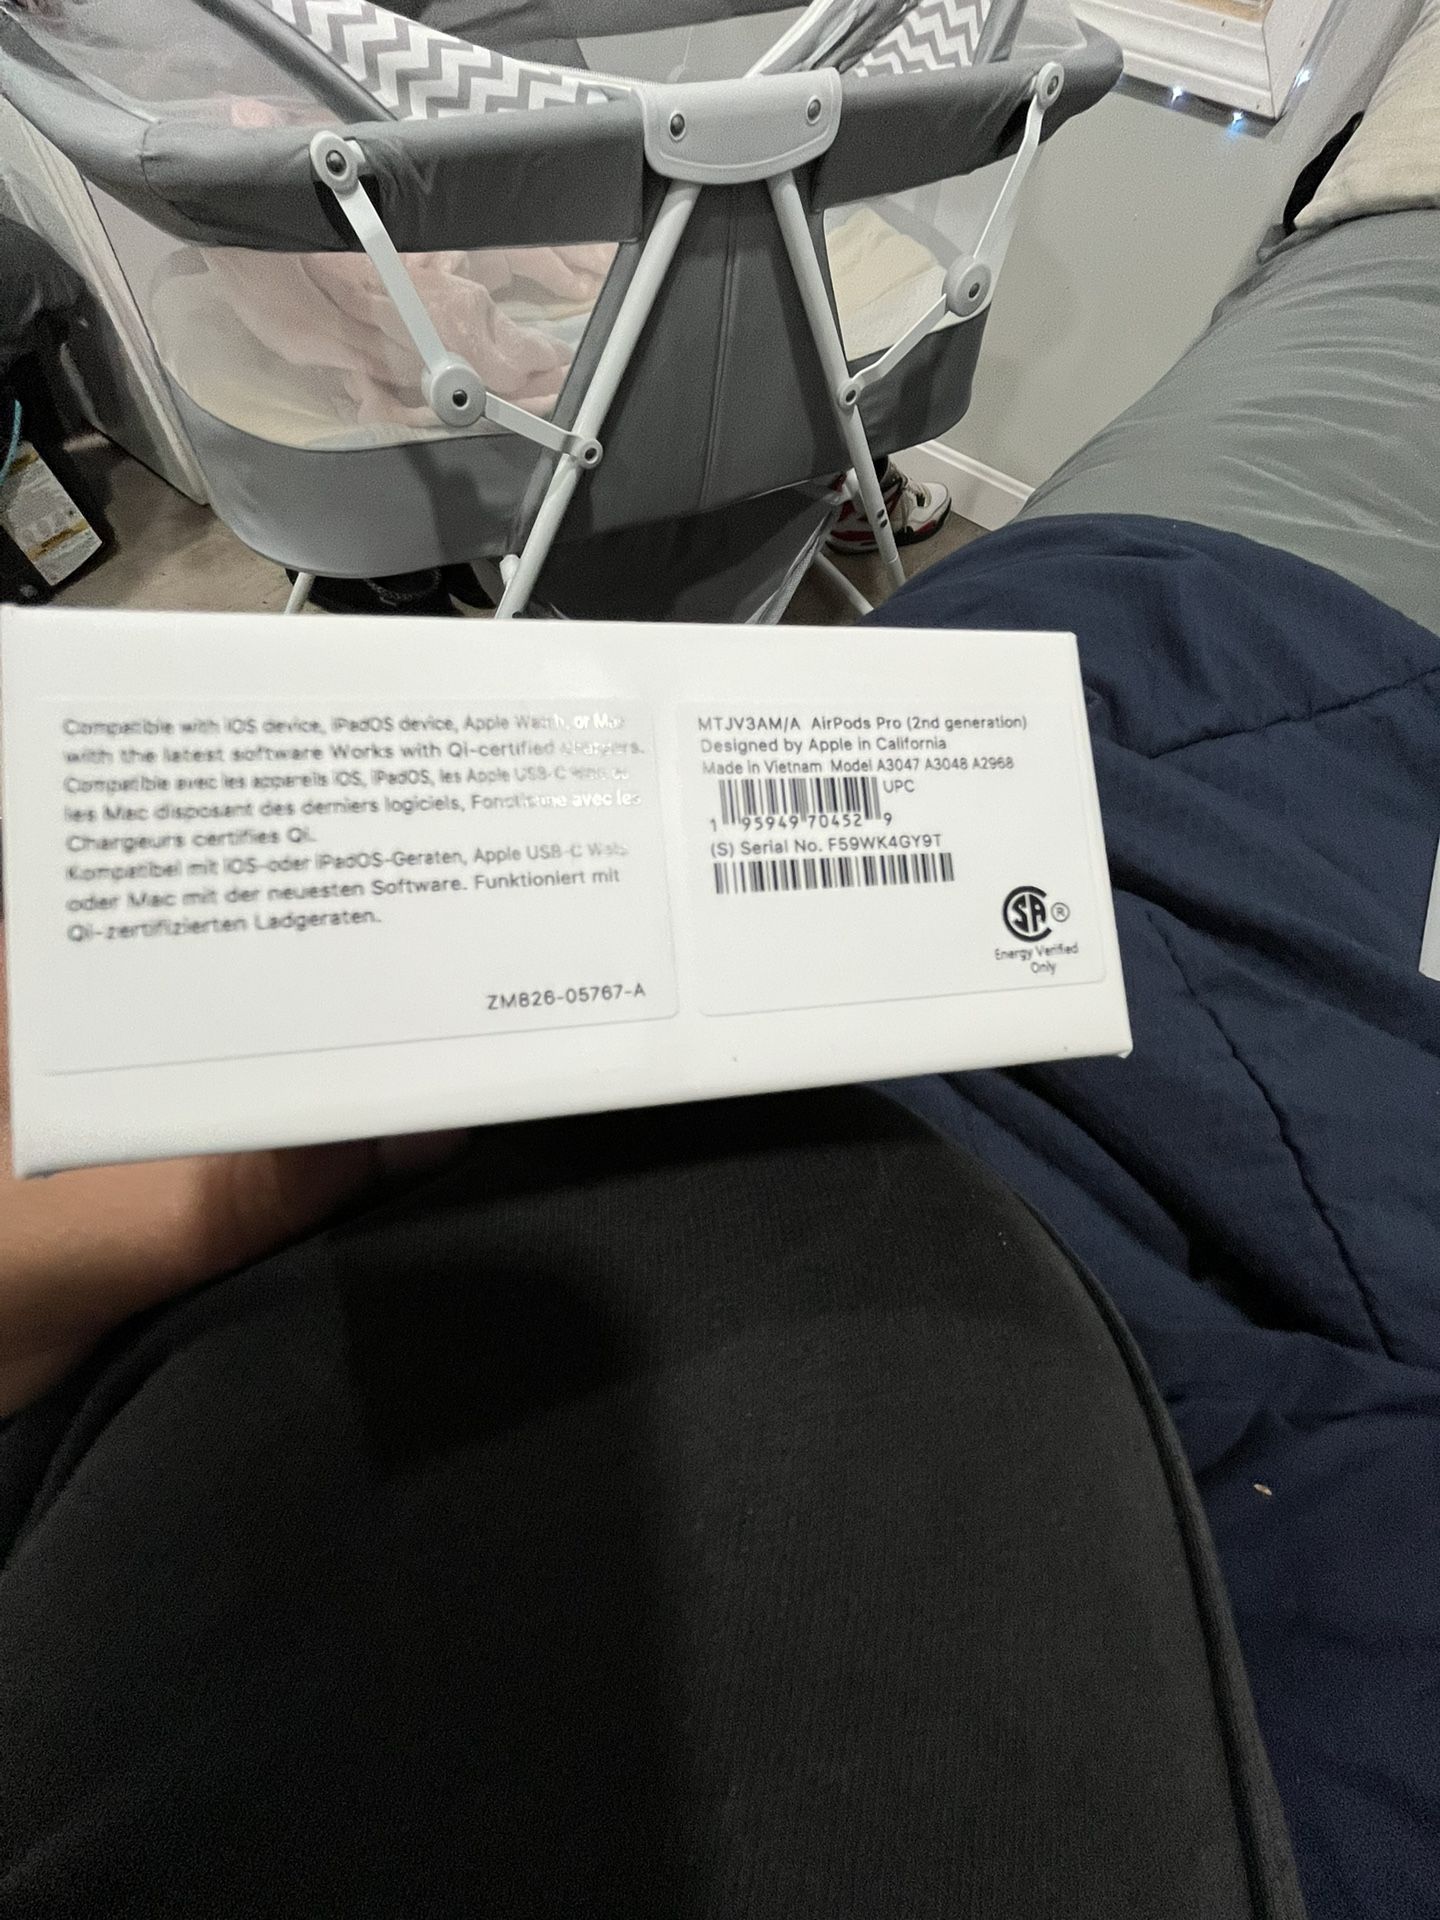 Compatible with iOS device, iPadOS device, Apple Watch, or Mac
with the latest software Works with Qi-certified chargers.
Compatible avec les appareils iOS, iPadOS, les Apple USB-C
les Mac disposant des derniers logiciels, Fonctionne avec les
Chargeurs certifies Qi.
Kompatibel mit iOS-oder iPadOS-Geraten, Apple USB-C
oder Mac mit der neuesten Software. Funktioniert mit
Qi-zertifizierten Ladgeraten.
ZM826-05767-A
MTJV3AM/A AirPods Pro (2nd generation)
Designed by Apple in California
Made in Vietnam Model A3047 A3048 A2968
UPC
1 95949 70452 9
(S) Serial No. F59WK4GY9T
SA ®
Energy Verified
Only